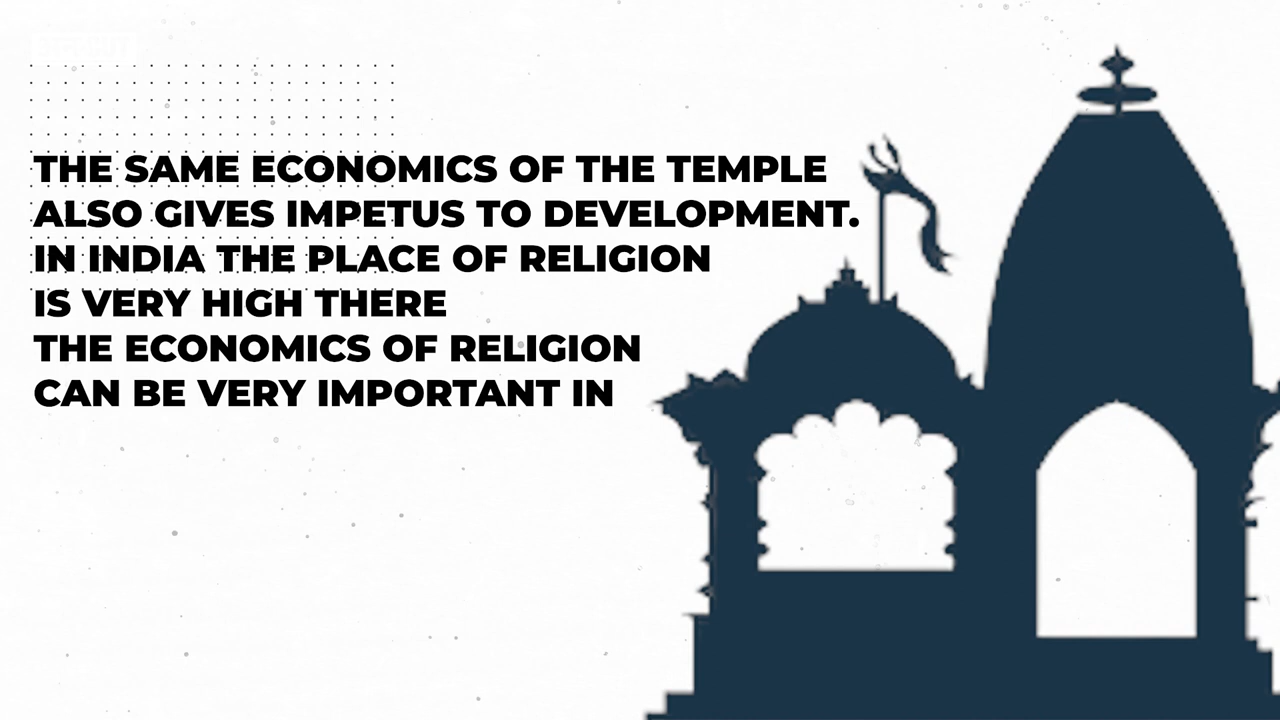 THE SAME ECONOMICS OF THE TEMPLE
ALSO GIVES IMPETUS TO DEVELOPMENT.
IN INDIA THE PLACE OF RELIGION
IS VERY HIGH THERE
THE ECONOMICS OF RELIGION
CAN BE VERY IMPORTANT IN